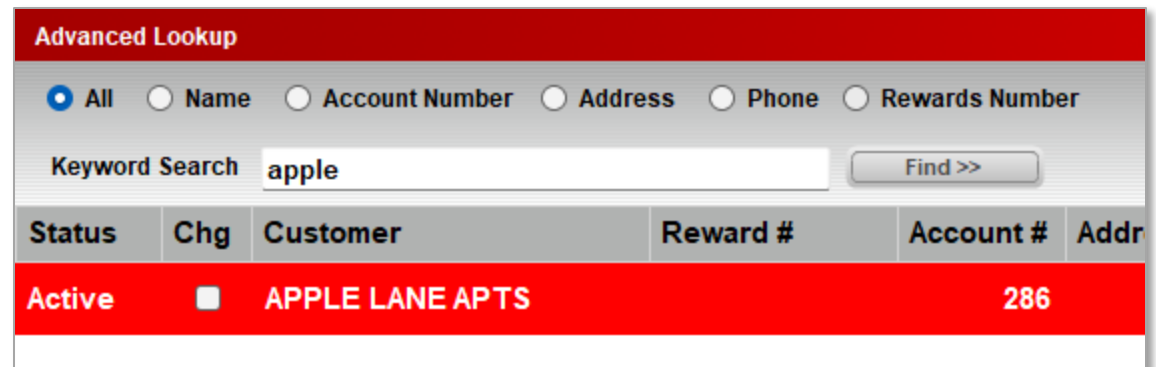 Advanced Lookup
All Name Account Number Address Phone Rewards Number
Keyword Search apple Find >>
Status Chg Customer Reward # Account # Addr
Active APPLE LANE APTS 286